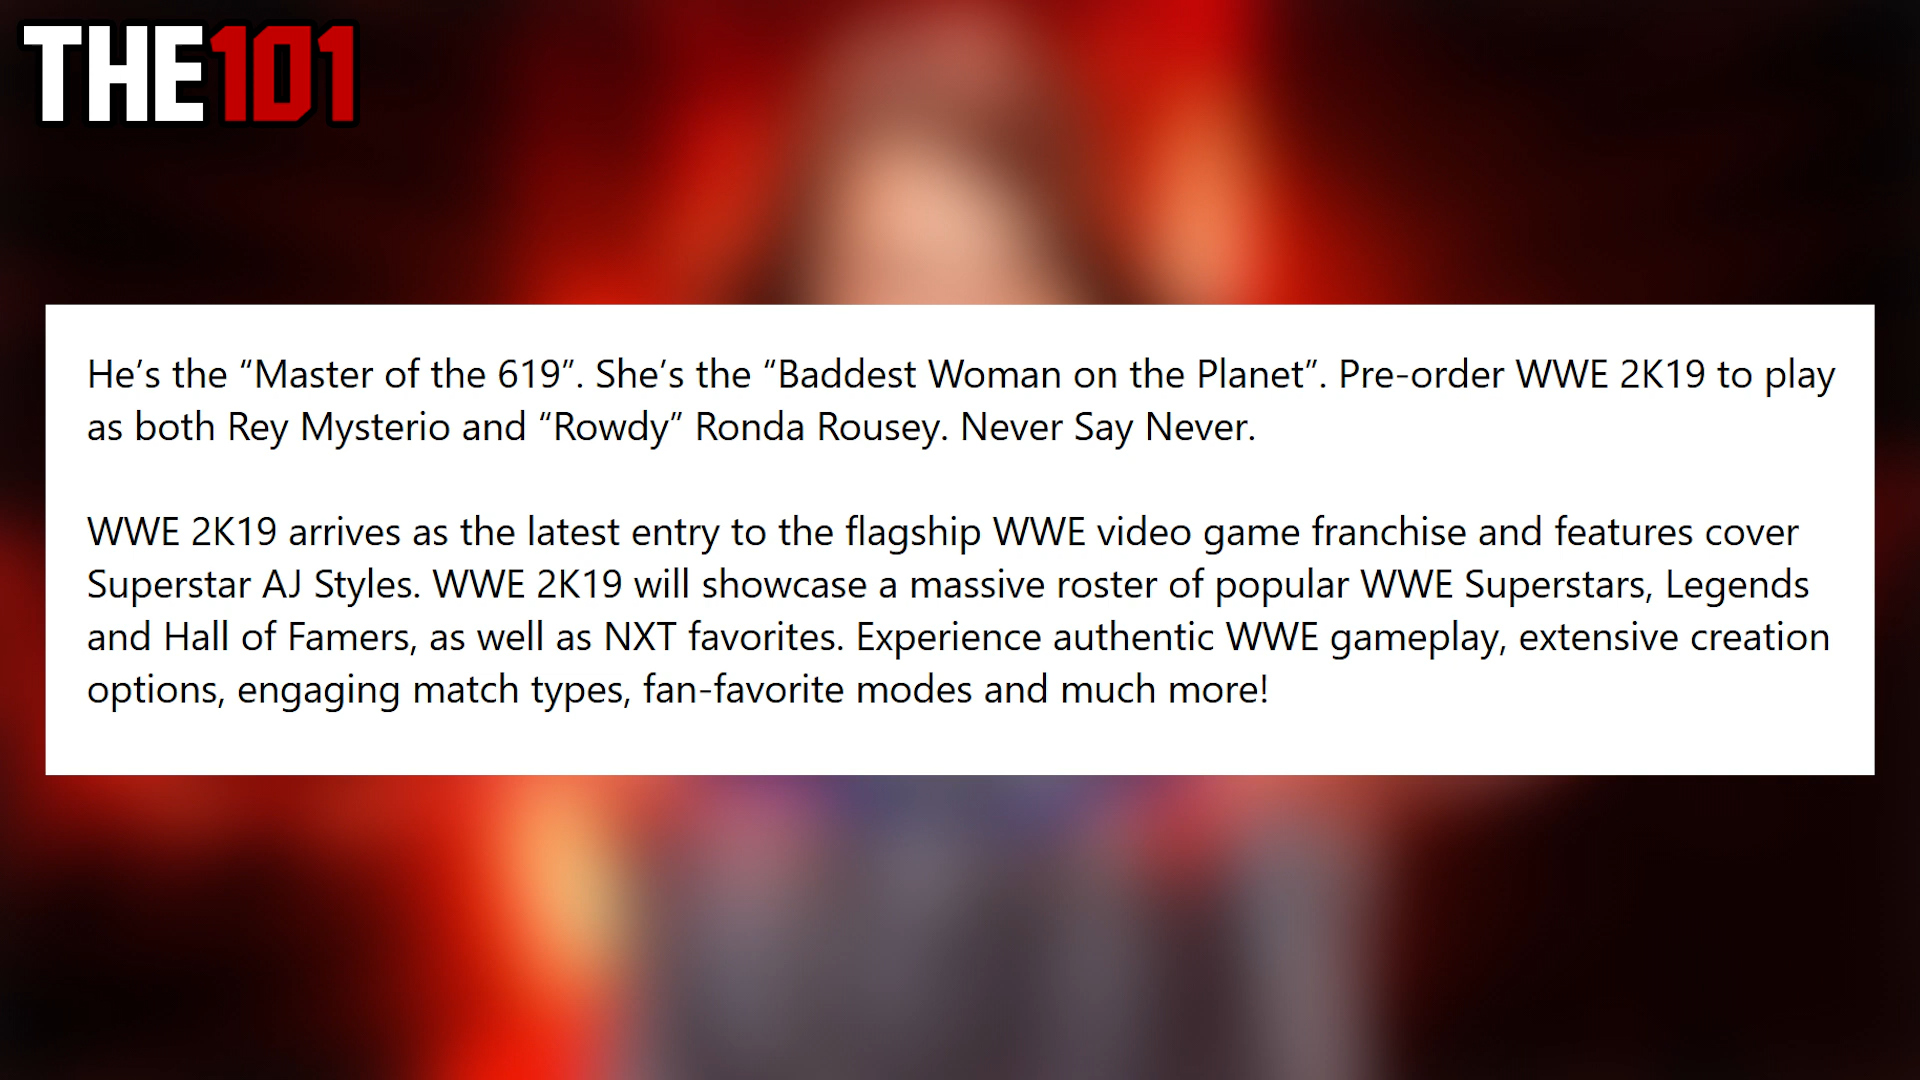 THE101
He’s the “Master of the 619”. She’s the “Baddest Woman on the Planet”. Pre-order WWE 2K19 to play
as both Rey Mysterio and “Rowdy” Ronda Rousey. Never Say Never.
WWE 2K19 arrives as the latest entry to the flagship WWE video game franchise and features cover
Superstar AJ Styles. WWE 2K19 will showcase a massive roster of popular WWE Superstars, Legends
and Hall of Famers, as well as NXT favorites. Experience authentic WWE gameplay, extensive creation
options, engaging match types, fan-favorite modes and much more!